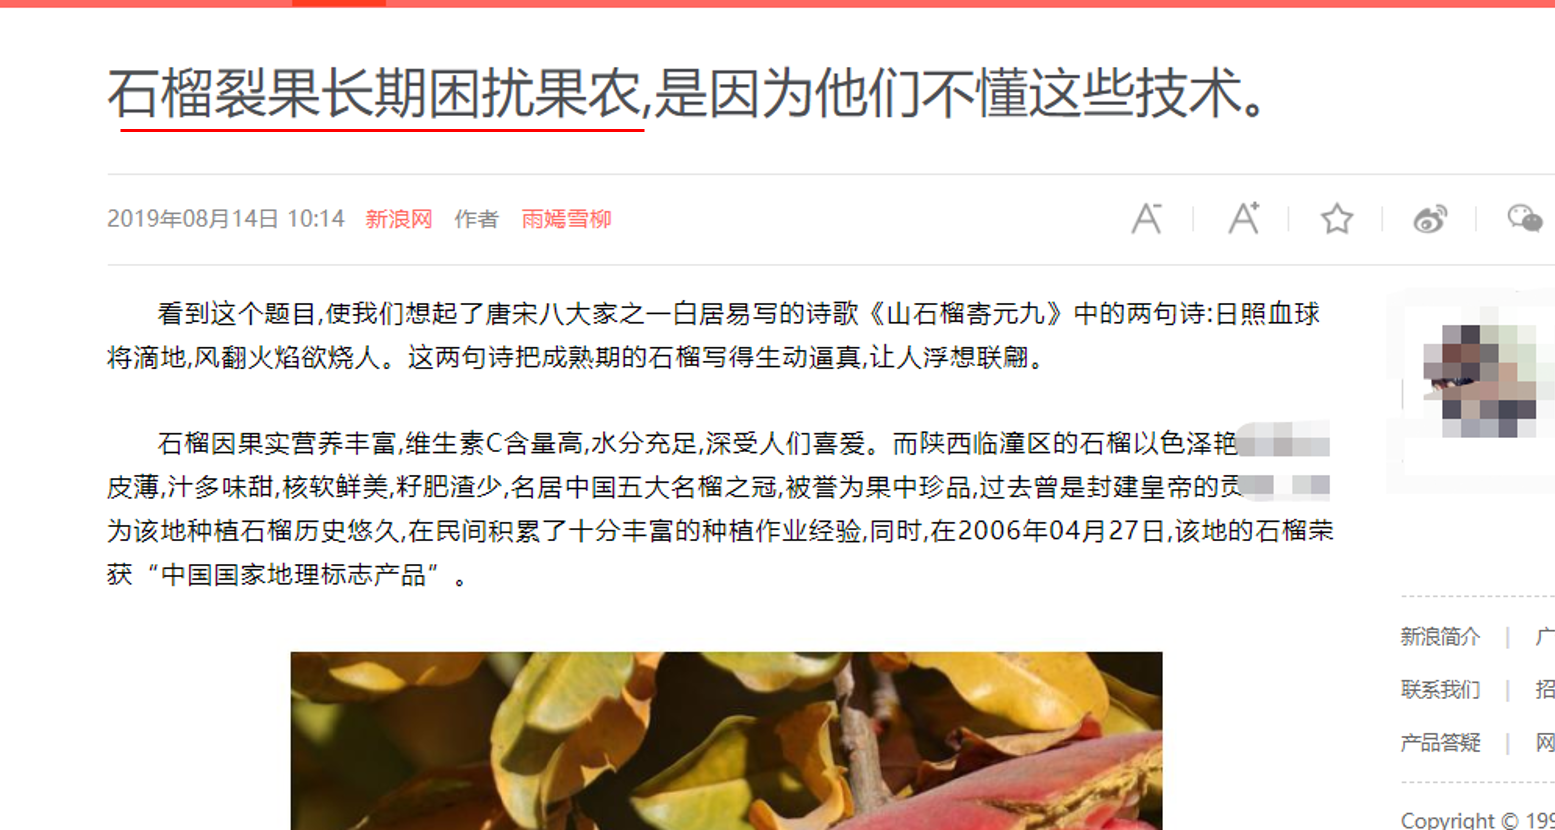 石榴裂果长期困扰果农,是因为他们不懂这些技术。
2019年08月14日 10:14 新浪网 作者 雨嫣雪柳
看到这个题目,使我们想起了唐宋八大家之一白居易写的诗歌《山石榴寄元九》中的两句诗:日照血球
将滴地,风翻火焰欲烧人。这两句诗把成熟期的石榴写得生动逼真,让人浮想联翩。
石榴因果实营养丰富,维生素C含量高,水分充足,深受人们喜爱。而陕西临潼区的石榴以色泽艳
皮薄,汁多味甜,核软鲜美,籽肥渣少,名居中国五大名榴之冠,被誉为果中珍品,过去曾是封建皇帝的贡
为该地种植石榴历史悠久,在民间积累了十分丰富的种植作业经验,同时,在2006年04月27日,该地的石榴荣
获“中国国家地理标志产品”。
新浪简介 | 广
联系我们 | 招
产品答疑 | 网
Copyright © 199